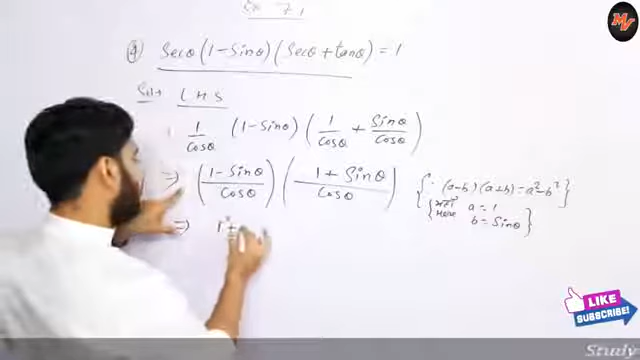 Ex 7.1
④ Secθ(1-Sinθ)(Secθ+tanθ)=1
Sol:
LHS
1/Cosθ (1-Sinθ) (1/Cosθ + Sinθ/Cosθ)
⇒ (1-Sinθ/Cosθ) (1+Sinθ/Cosθ)
{∵ (a-b)(a+b)=a²-b²}
{Here a=1
b=Sinθ}
⇒
MV
LIKE
SUBSCRIBE!
Study